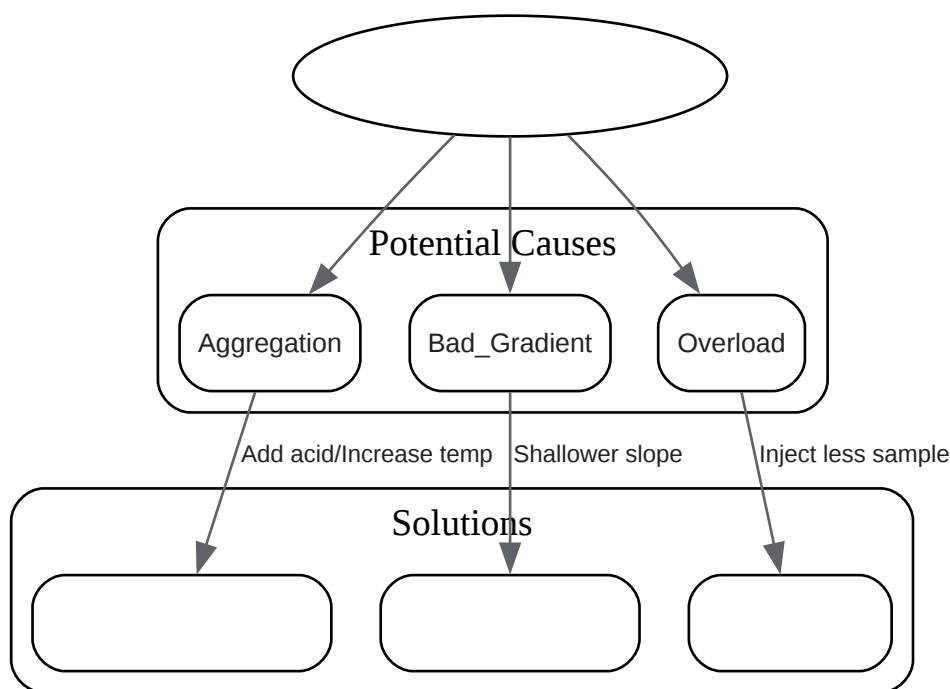 Potential Causes
Aggregation
Bad_Gradient
Overload
Add acid/Increase temp
Shallower slope
Inject less sample
Solutions